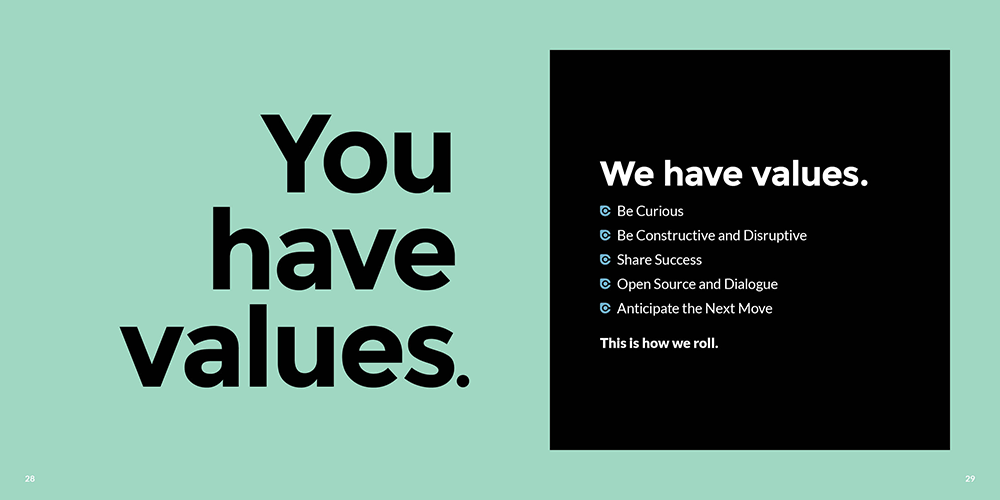 You
have
values.
28
We have values.
Be Curious
Be Constructive and Disruptive
Share Success
Open Source and Dialogue
Anticipate the Next Move
This is how we roll.
29